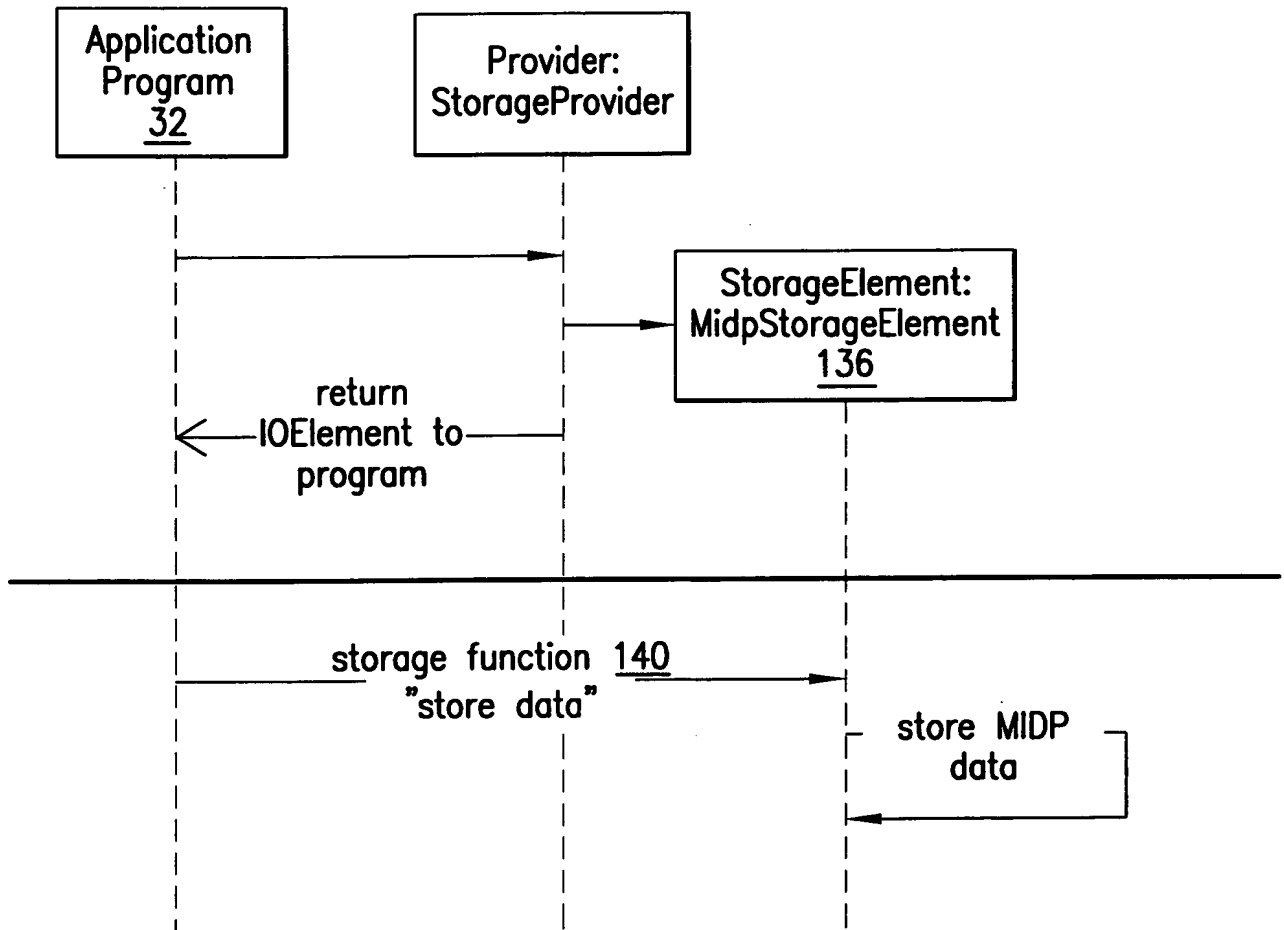 Application
Program
32
Provider:
StorageProvider
StorageElement:
MidpStorageElement
136
return
IOElement to
program
storage function 140
"store data"
store MIDP
data